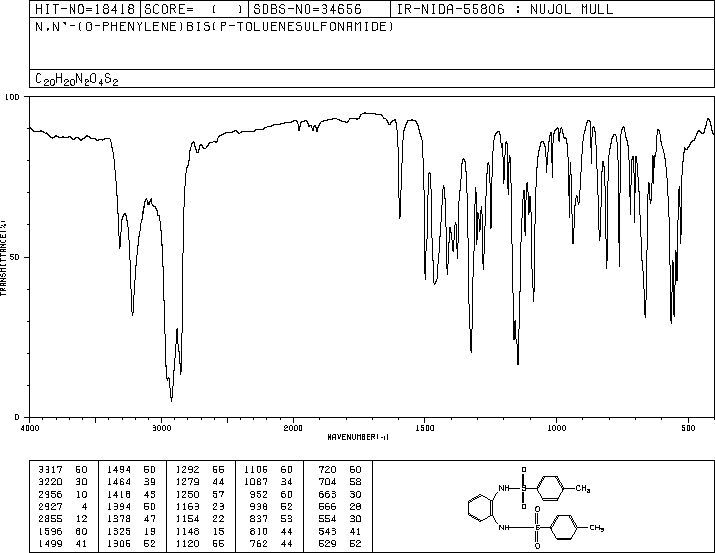 HIT-NO=18418 SCORE= ( ) SDBS-NO=34656 IR-NIDA-55806 : NUJOL MULL
N,N'-(O-PHENYLENE)BIS(P-TOLUENESULFONAMIDE)
C20H20N2O4S2
100
50
0
TRANSMITTANCE(%)
4000 3000 2000 1500 1000 500
WAVENUMBER(-1)
3317 50 1494 50 1292 55 1106 60 720 60
3220 30 1464 39 1279 44 1087 34 704 58
2956 10 1418 43 1250 57 952 60 663 30
2927 4 1394 50 1163 23 938 52 566 28
2855 12 1378 47 1154 22 837 53 554 30
1596 60 1325 19 1148 15 810 44 543 41
1499 41 1306 52 1120 55 762 44 529 52
NH S O O CH3
NH S O O CH3